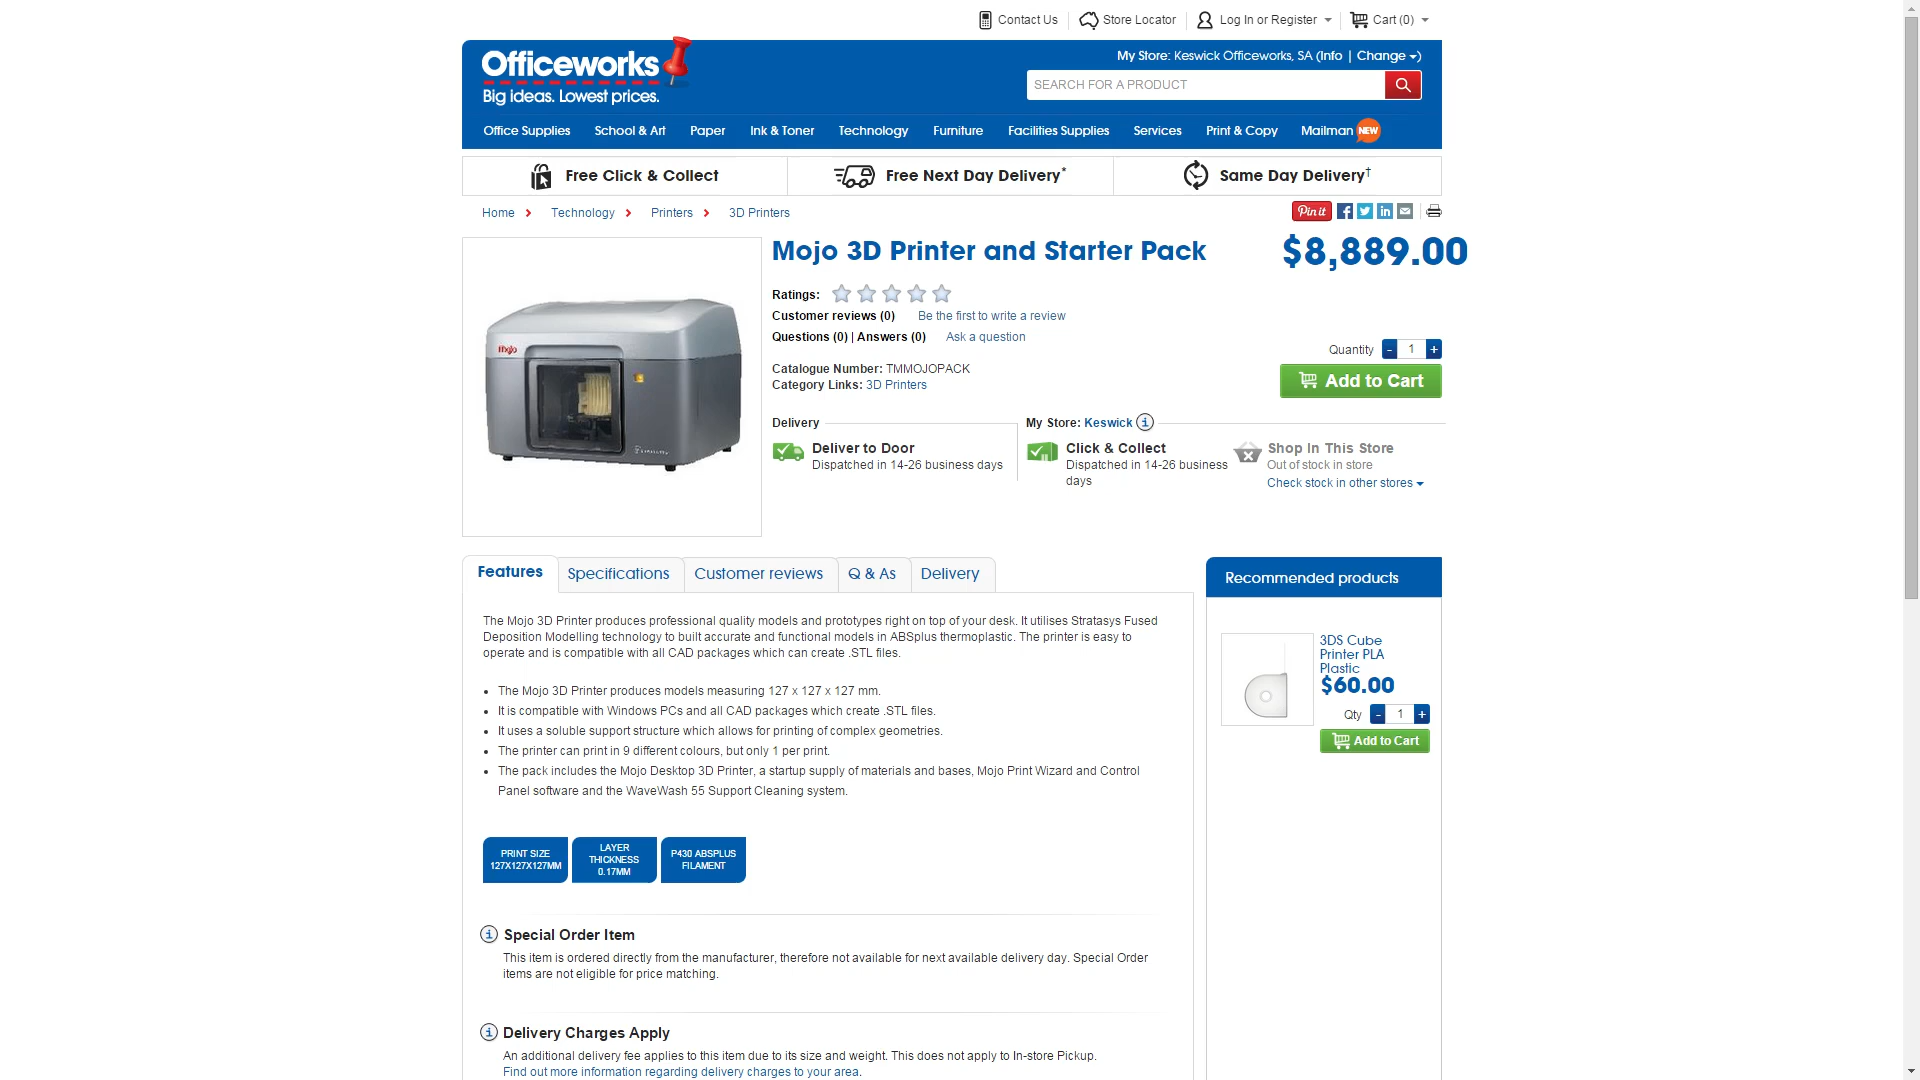 Contact Us
Store Locator
Log In or Register
Cart (0)
Officeworks
Big ideas. Lowest prices.
My Store: Keswick Officeworks, SA (Info | Change )
SEARCH FOR A PRODUCT
Office Supplies
School & Art
Paper
Ink & Toner
Technology
Furniture
Facilities Supplies
Services
Print & Copy
Mailman NEW
Free Click & Collect
Free Next Day Delivery*
Same Day Delivery†
Home
Technology
Printers
3D Printers
Pin it
Mojo 3D Printer and Starter Pack
$8,889.00
mojo
Ratings:
Customer reviews (0) Be the first to write a review
Questions (0) | Answers (0) Ask a question
Quantity - 1 +
Add to Cart
Catalogue Number: TMMOJOPACK
Category Links: 3D Printers
Delivery
Deliver to Door
Dispatched in 14-26 business days
My Store: Keswick i
Click & Collect
Dispatched in 14-26 business
days
Shop In This Store
Out of stock in store
Check stock in other stores
Features
Specifications
Customer reviews
Q & As
Delivery
The Mojo 3D Printer produces professional quality models and prototypes right on top of your desk. It utilises Stratasys Fused
Deposition Modelling technology to built accurate and functional models in ABSplus thermoplastic. The printer is easy to
operate and is compatible with all CAD packages which can create .STL files.
The Mojo 3D Printer produces models measuring 127 x 127 x 127 mm.
It is compatible with Windows PCs and all CAD packages which create .STL files.
It uses a soluble support structure which allows for printing of complex geometries.
The printer can print in 9 different colours, but only 1 per print.
The pack includes the Mojo Desktop 3D Printer, a startup supply of materials and bases, Mojo Print Wizard and Control
Panel software and the WaveWash 55 Support Cleaning system.
PRINT SIZE
127X127X127MM
LAYER
THICKNESS
0.17MM
P430 ABSPLUS
FILAMENT
i Special Order Item
This item is ordered directly from the manufacturer, therefore not available for next available delivery day. Special Order
items are not eligible for price matching.
i Delivery Charges Apply
An additional delivery fee applies to this item due to its size and weight. This does not apply to In-store Pickup.
Find out more information regarding delivery charges to your area.
Recommended products
3DS Cube
Printer PLA
Plastic
$60.00
Qty - 1 +
Add to Cart